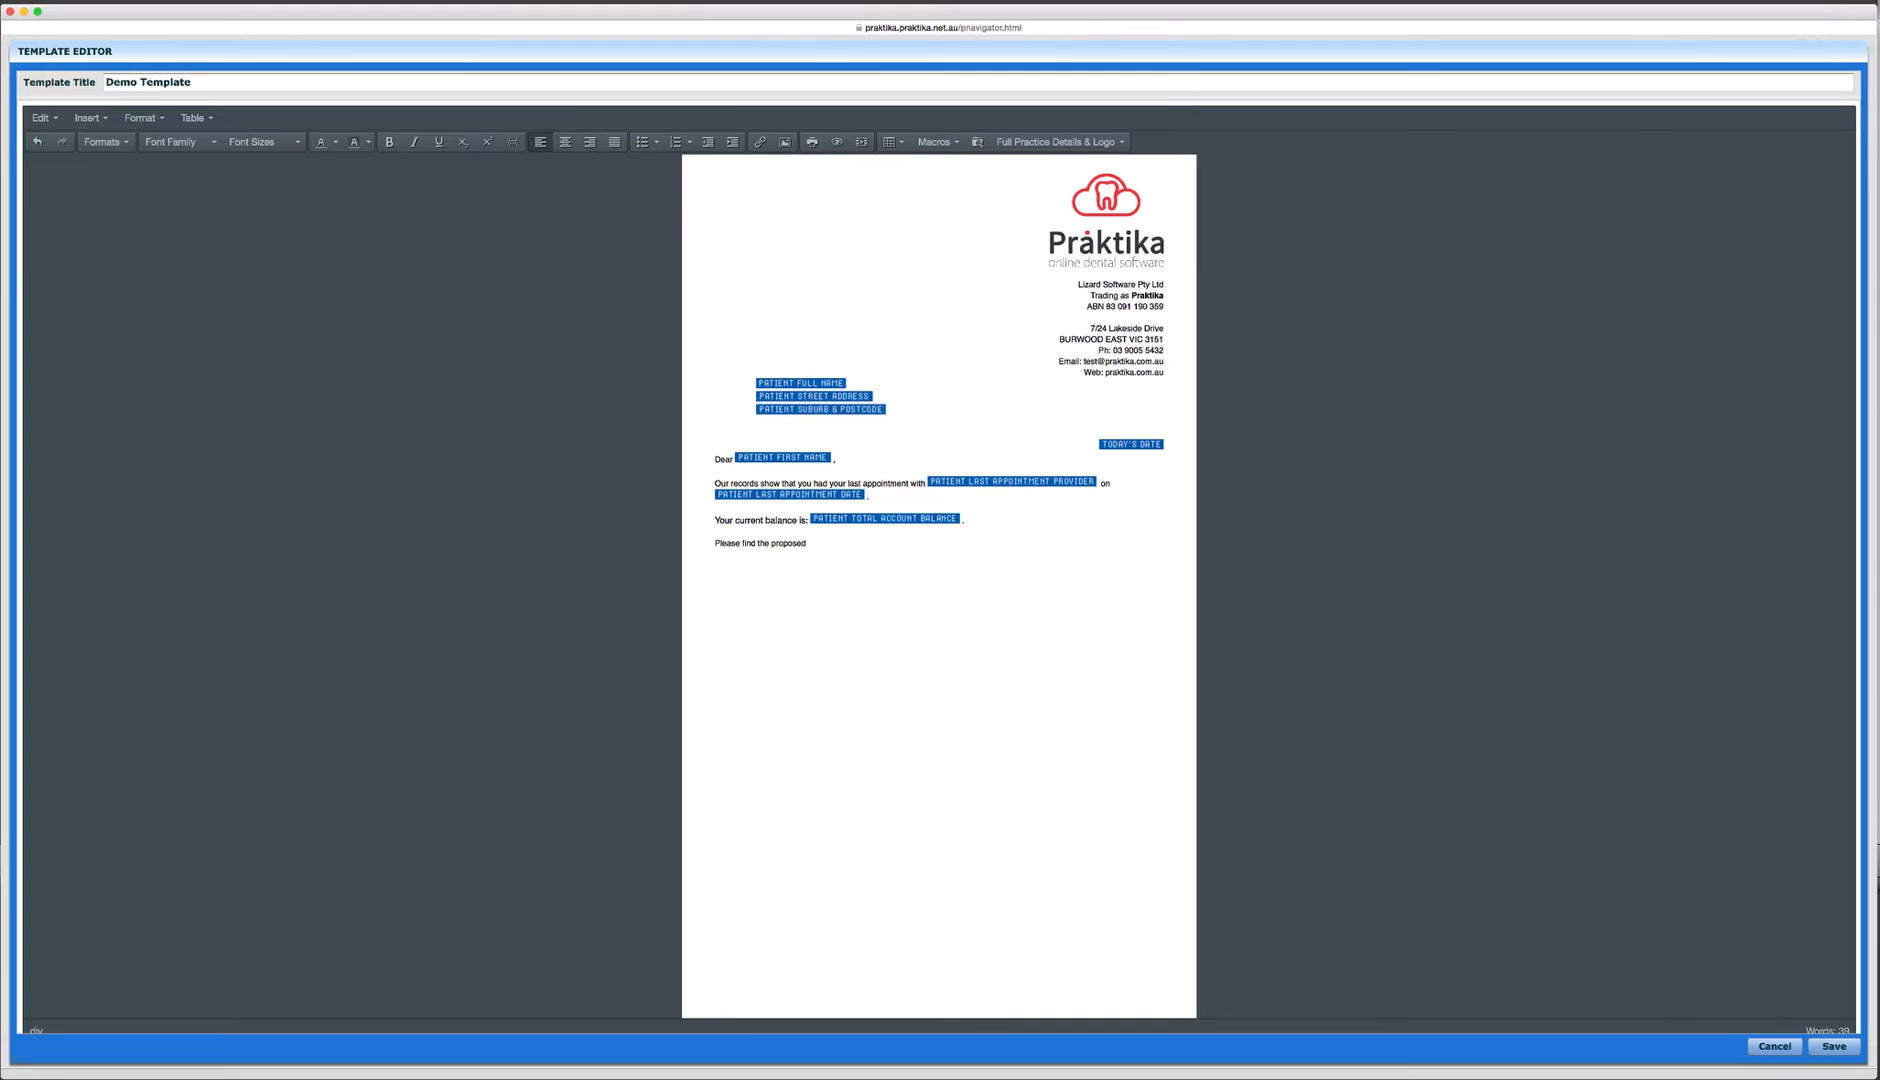 praktika.praktika.net.au/pnavigator.html
TEMPLATE EDITOR
Template Title Demo Template
Edit Insert Format Table
Formats Font Family Font Sizes A A B I U Macros Full Practice Details & Logo
Praktika
online dental software
Lizard Software Pty Ltd
Trading as Praktika
ABN 83 091 190 359
7/24 Lakeside Drive
BURWOOD EAST VIC 3151
Ph: 03 9005 5432
Email: test@praktika.com.au
Web: praktika.com.au
PATIENT FULL NAME
PATIENT STREET ADDRESS
PATIENT SUBURB & POSTCODE
TODAY'S DATE
Dear PATIENT FIRST NAME ,
Our records show that you had your last appointment with PATIENT LAST APPOINTMENT PROVIDER on
PATIENT LAST APPOINTMENT DATE .
Your current balance is: PATIENT TOTAL ACCOUNT BALANCE .
Please find the proposed
div
Words: 39
Cancel Save